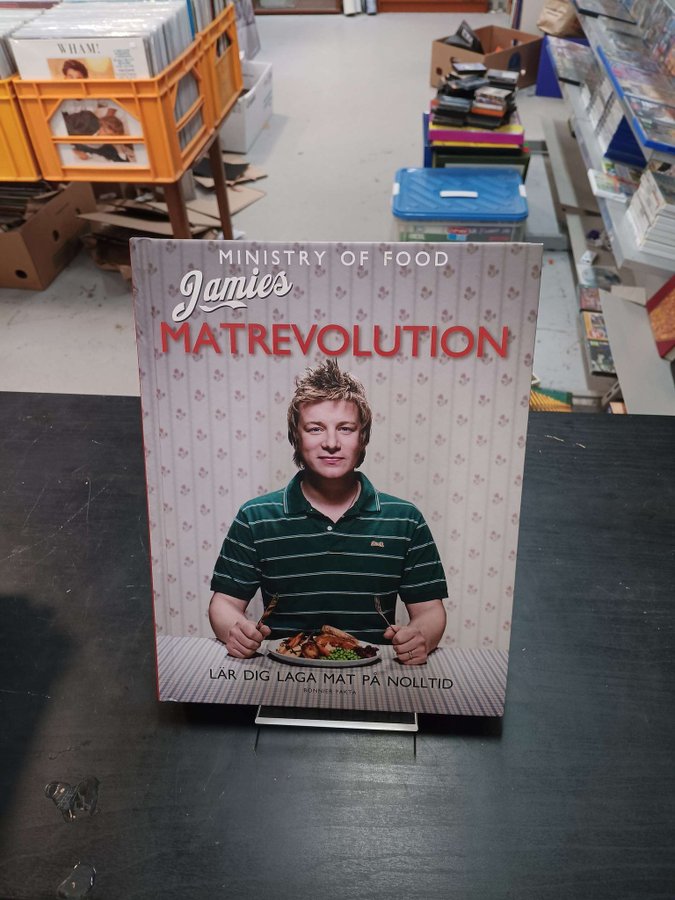 WHAM!
MINISTRY OF FOOD
Jamies
MATREVOLUTION
LÄR DIG LAGA MAT PÅ NOLLTID
BONNIER FAKTA